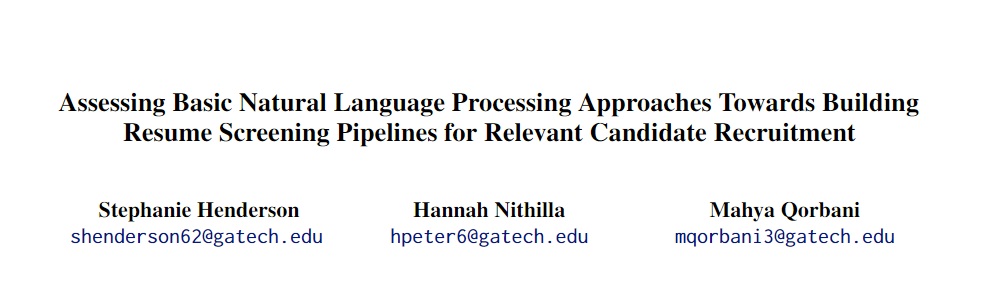 Assessing Basic Natural Language Processing Approaches Towards Building
Resume Screening Pipelines for Relevant Candidate Recruitment
Stephanie Henderson
shenderson62@gatech.edu
Hannah Nithilla
hpeter6@gatech.edu
Mahya Qorbani
mqorbani3@gatech.edu